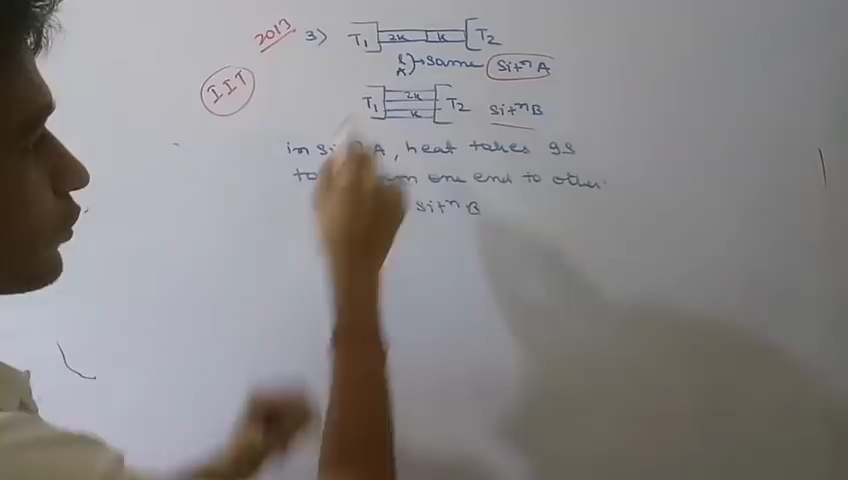 2013 3) T1 2K K T2
l A } → same Sitⁿ A
IIT T1 2K K T2 Sitⁿ B
in A, heat takes 9s
to one end to other
Sitⁿ B